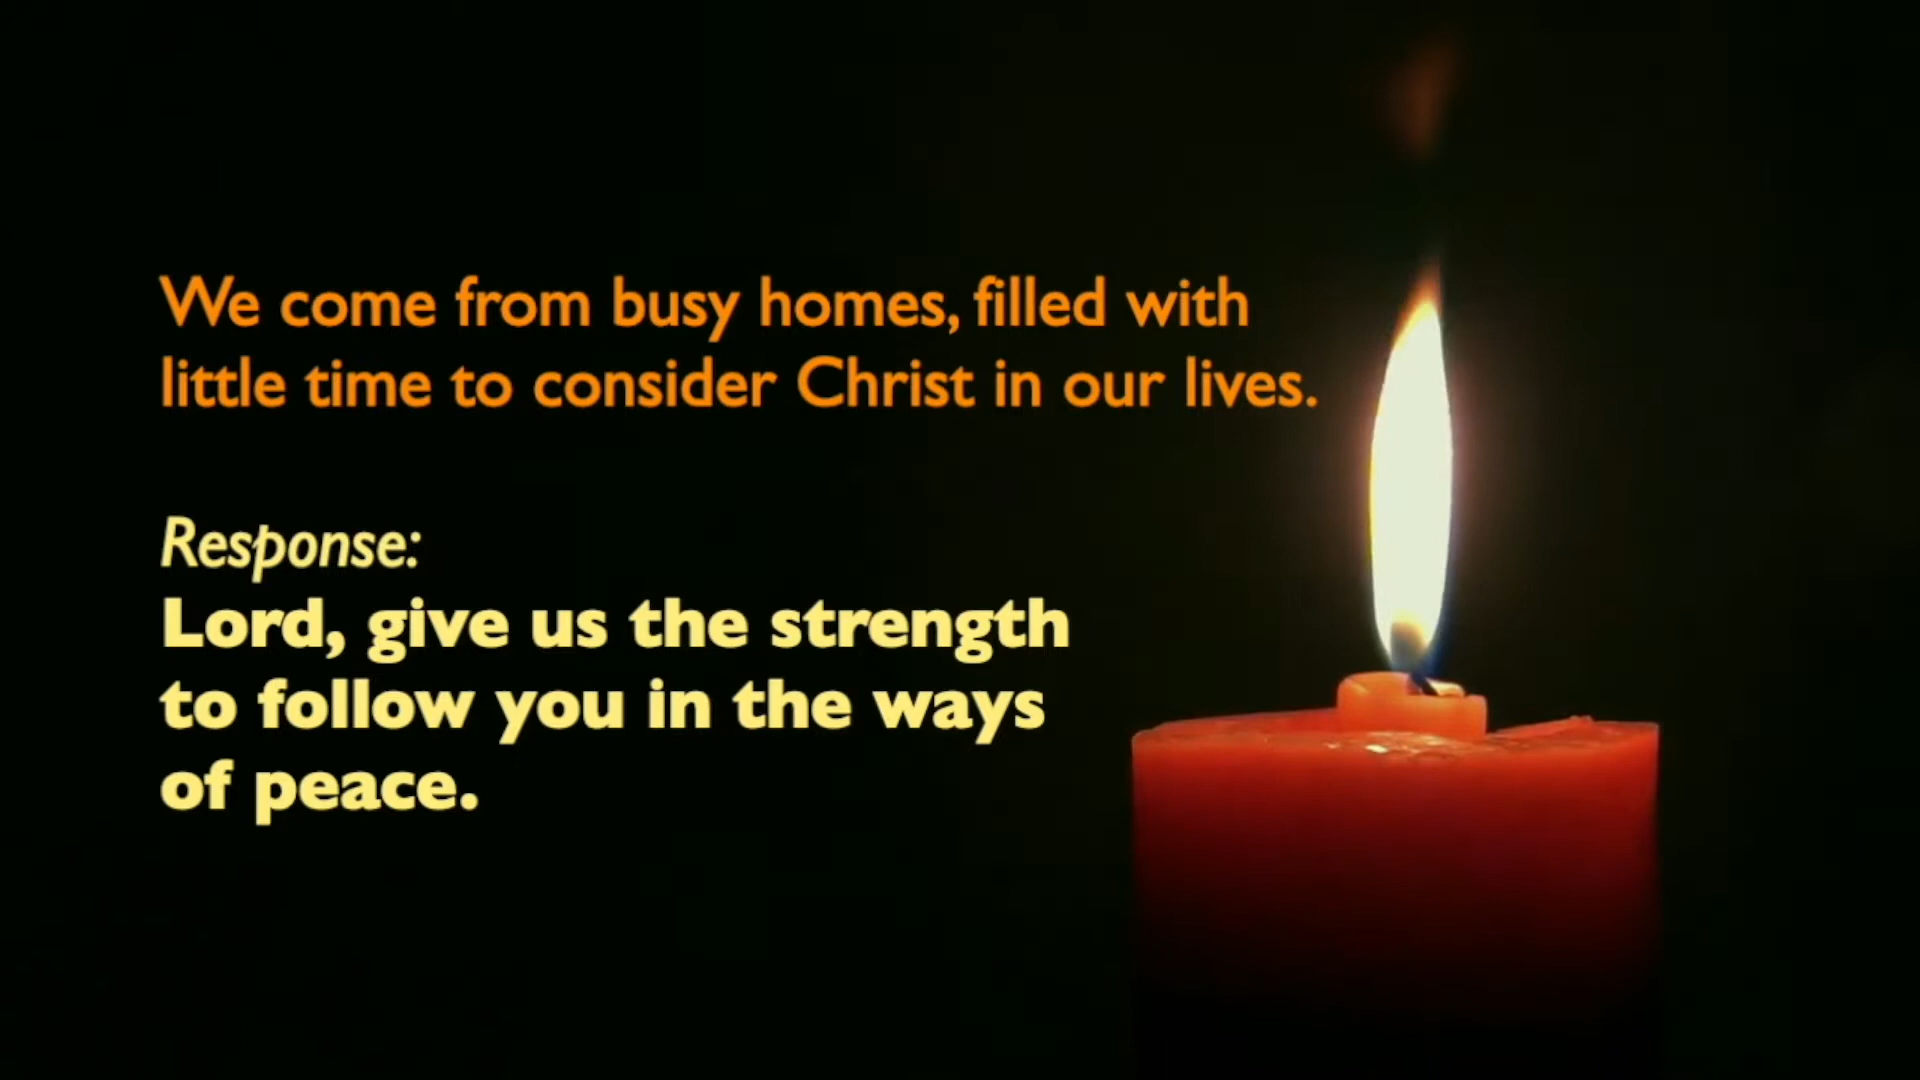 We come from busy homes, filled with
little time to consider Christ in our lives.
Response:
Lord, give us the strength
to follow you in the ways
of peace.